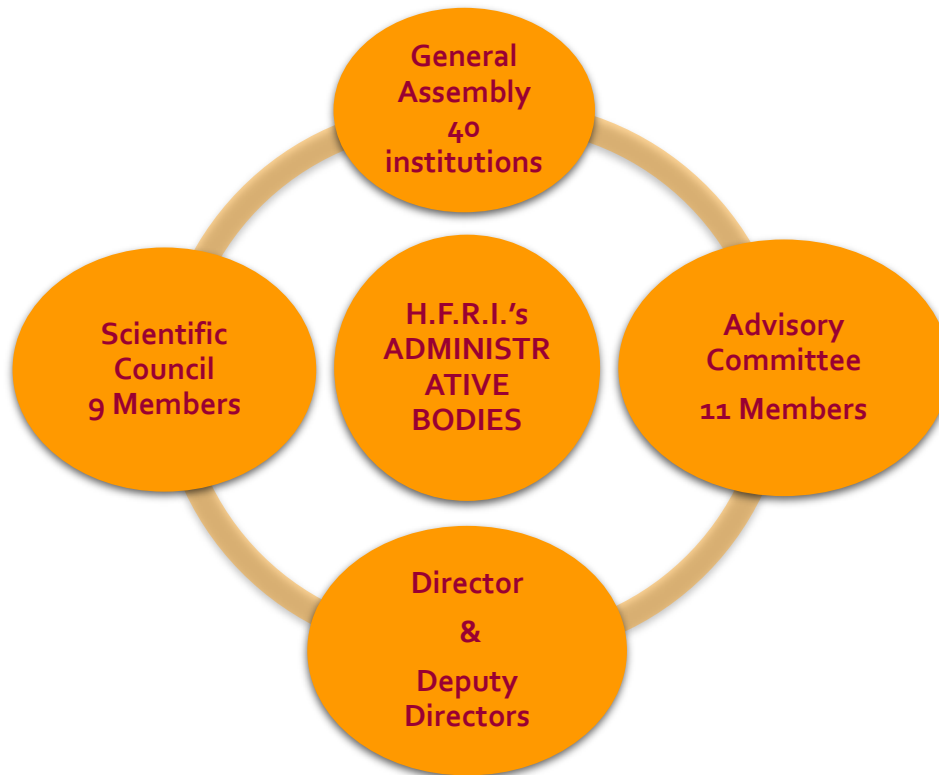 General
Assembly
40
institutions
Scientific
Council
9 Members
H.F.R.I.'s
ADMINISTR
ATIVE
BODIES
Advisory
Committee
11 Members
Director
&
Deputy
Directors